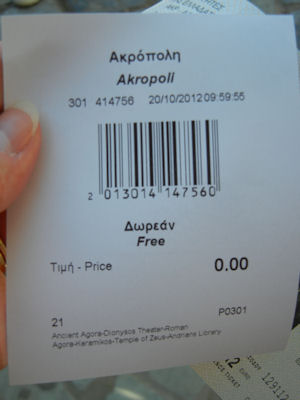 Ακρόπολη
Akropoli
301 414756 20/10/2012 09:59:55
2 013014 147560
Δωρεάν
Free
Τιμή - Price 0.00
21 P0301
Ancient Agora-Dionysos Theater-Roman
Agora-Keramikos-Temple of Zeus-Andrians Library